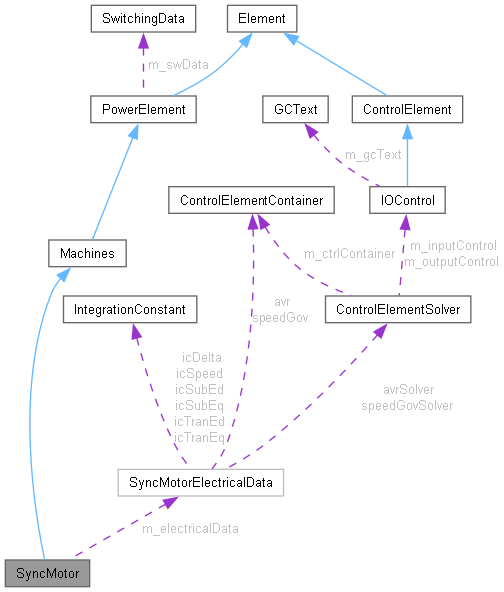 SwitchingData
Element
m_swData
PowerElement
GCText
ControlElement
m_gcText
ControlElementContainer
IOControl
Machines
m_ctrlContainer
m_inputControl
m_outputControl
IntegrationConstant
avr
speedGov
ControlElementSolver
icDelta
icSpeed
icSubEd
icSubEq
icTranEd
icTranEq
avrSolver
speedGovSolver
SyncMotorElectricalData
m_electricalData
SyncMotor